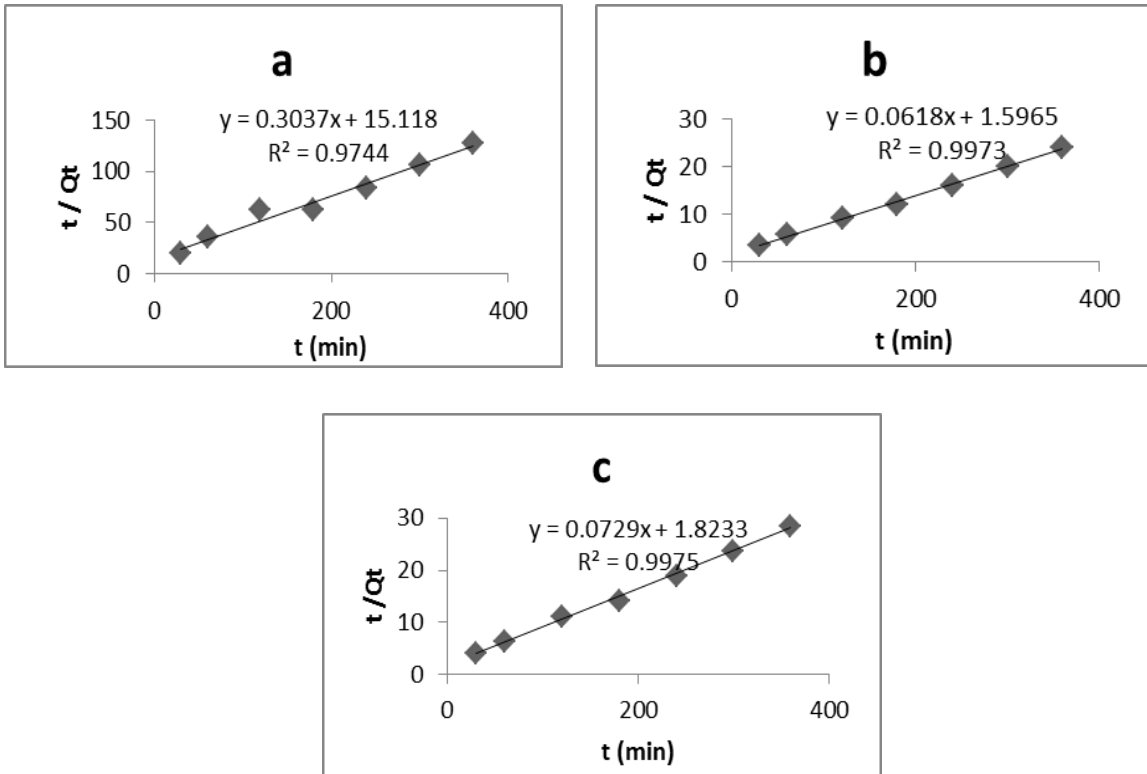 a
y = 0.3037x + 15.118
R² = 0.9744
150
100
50
0
t / Qt
0
200
400
t (min)
b
y = 0.0618x + 1.5965
R² = 0.9973
30
20
10
0
t / Qt
0
200
400
t (min)
c
y = 0.0729x + 1.8233
R² = 0.9975
30
20
10
0
t /Qt
0
200
400
t (min)